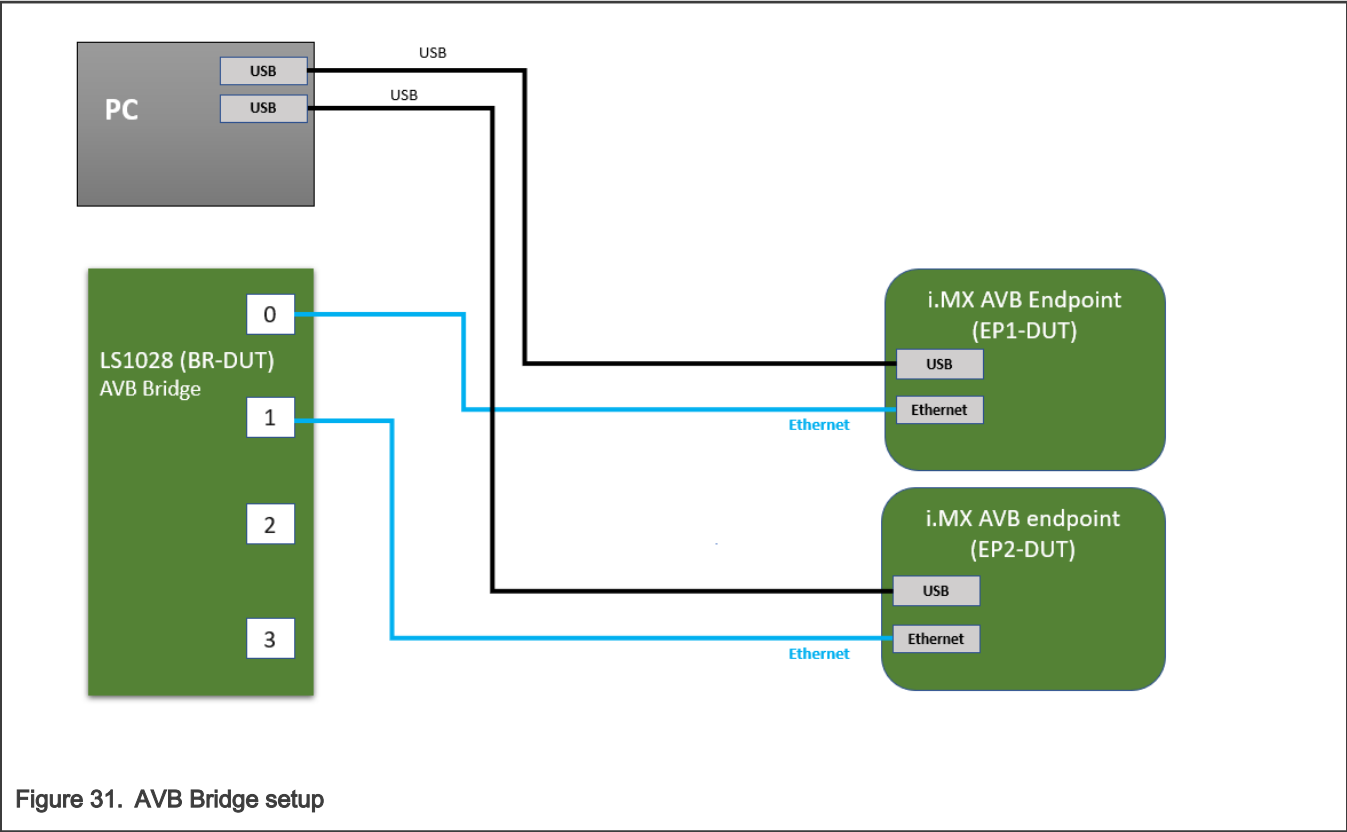 USB
USB
PC
USB
USB
0
LS1028 (BR-DUT)
AVB Bridge
1
2
3
i.MX AVB Endpoint
(EP1-DUT)
USB
Ethernet
Ethernet
i.MX AVB endpoint
(EP2-DUT)
USB
Ethernet
Ethernet
Figure 31. AVB Bridge setup